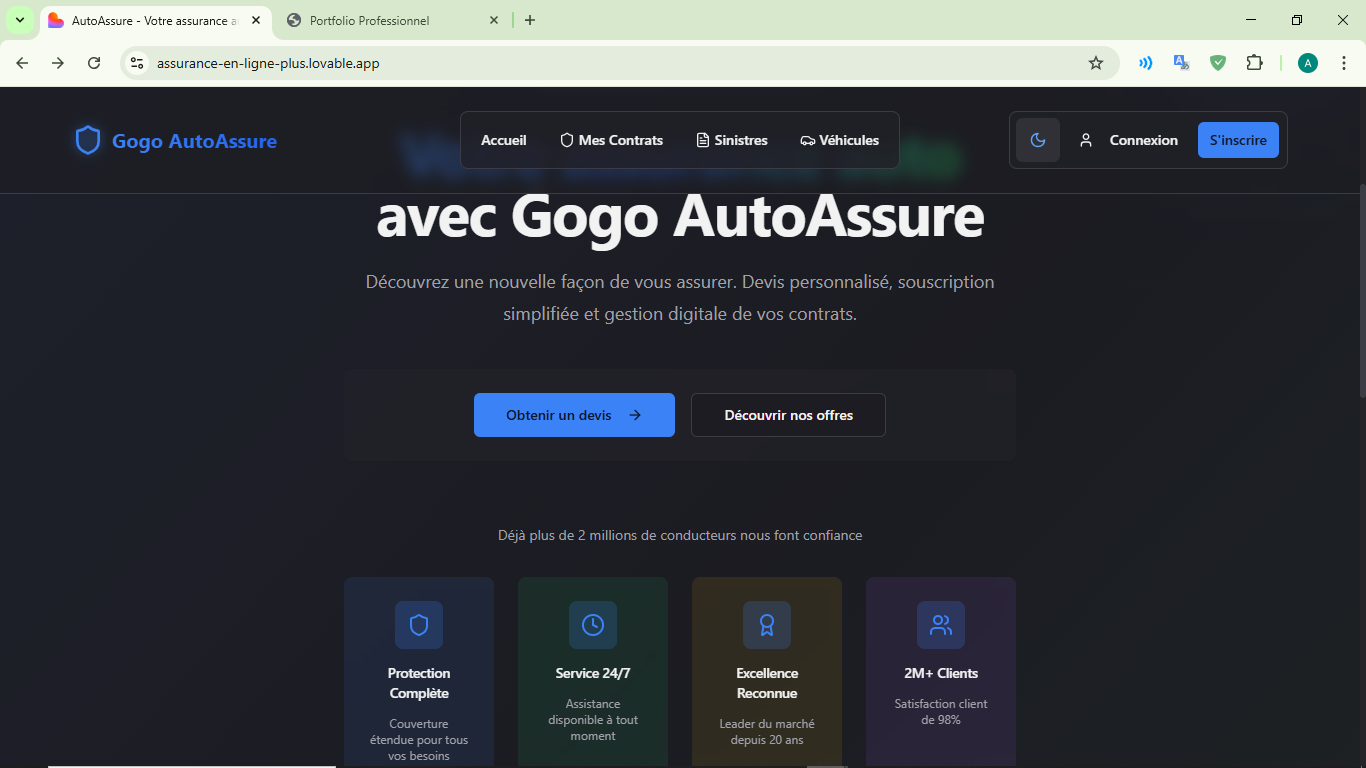 AutoAssure - Votre assurance a
Portfolio Professionnel
assurance-en-ligne-plus.lovable.app
A
Gogo AutoAssure
Accueil
Mes Contrats
Sinistres
Véhicules
Connexion
S'inscrire
avec Gogo AutoAssure
Découvrez une nouvelle façon de vous assurer. Devis personnalisé, souscription
simplifiée et gestion digitale de vos contrats.
Obtenir un devis
Découvrir nos offres
Déjà plus de 2 millions de conducteurs nous font confiance
Protection
Complète
Couverture
étendue pour tous
vos besoins
Service 24/7
Assistance
disponible à tout
moment
Excellence
Reconnue
Leader du marché
depuis 20 ans
2M+ Clients
Satisfaction client
de 98%